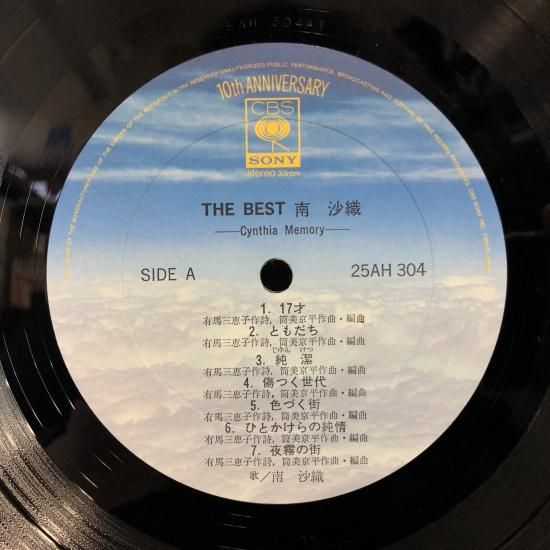 10th ANNIVERSARY
CBS
SONY
stereo 33rpm
THE BEST 南 沙織
Cynthia Memory
SIDE A
25AH 304
1. 17才
有馬三恵子作詩, 筒美京平作曲・編曲
2. ともだち
有馬三恵子作詩, 筒美京平作曲・編曲
じゅん けつ
3. 純 潔
有馬三恵子作詩, 筒美京平作曲・編曲
4. 傷つく世代
有馬三恵子作詩, 筒美京平作曲・編曲
5. 色づく街
有馬三恵子作詩, 筒美京平作曲・編曲
6. ひとかけらの純情
有馬三恵子作詩, 筒美京平作曲・編曲
7. 夜霧の街
有馬三恵子作詩, 筒美京平作曲・編曲
歌/南 沙織